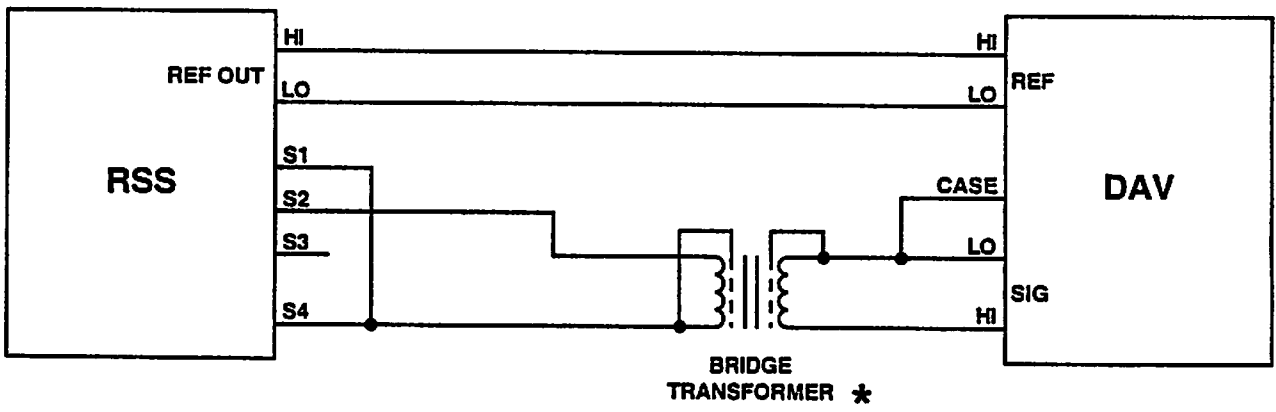 HI
HI
REF OUT
REF
LO
LO
S1
RSS
CASE
DAV
S2
S3
LO
SIG
S4
HI
BRIDGE
TRANSFORMER *